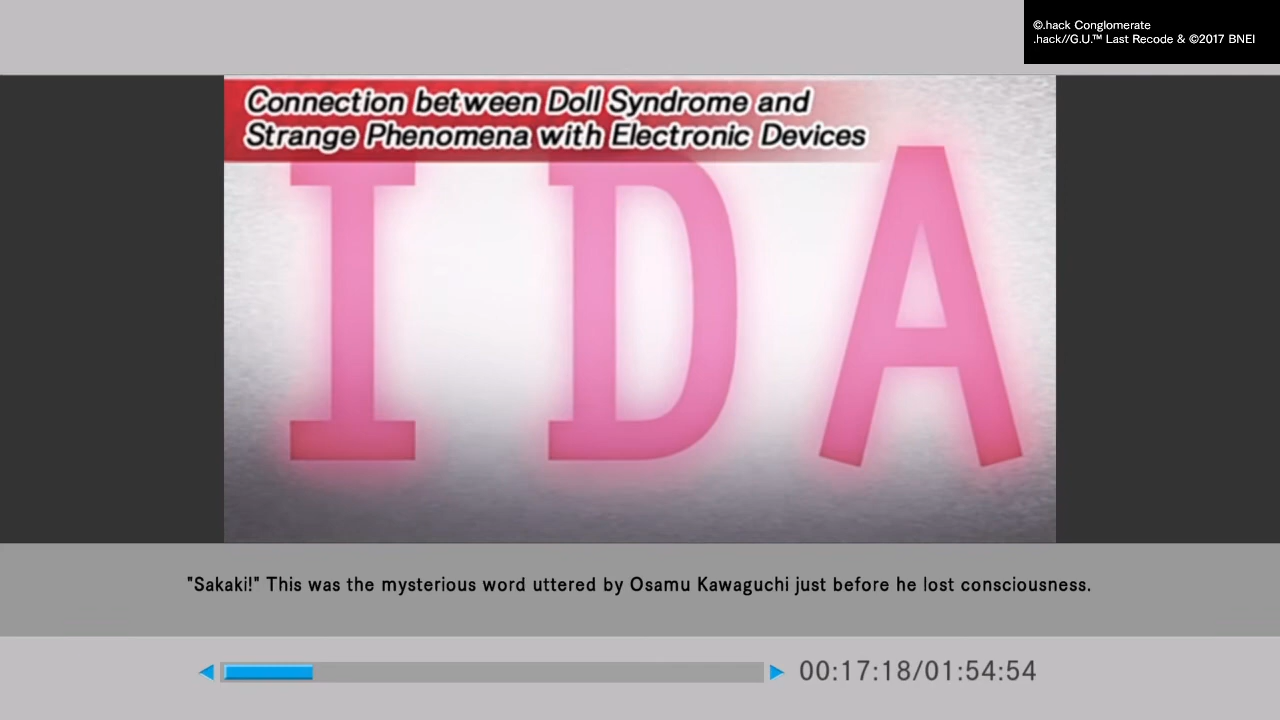 ©.hack Conglomerate
.hack//G.U.™ Last Recode & ©2017 BNEI
Connection between Doll Syndrome and
Strange Phenomena with Electronic Devices
I D A
"Sakaki!" This was the mysterious word uttered by Osamu Kawaguchi just before he lost consciousness.
00:17:18/01:54:54